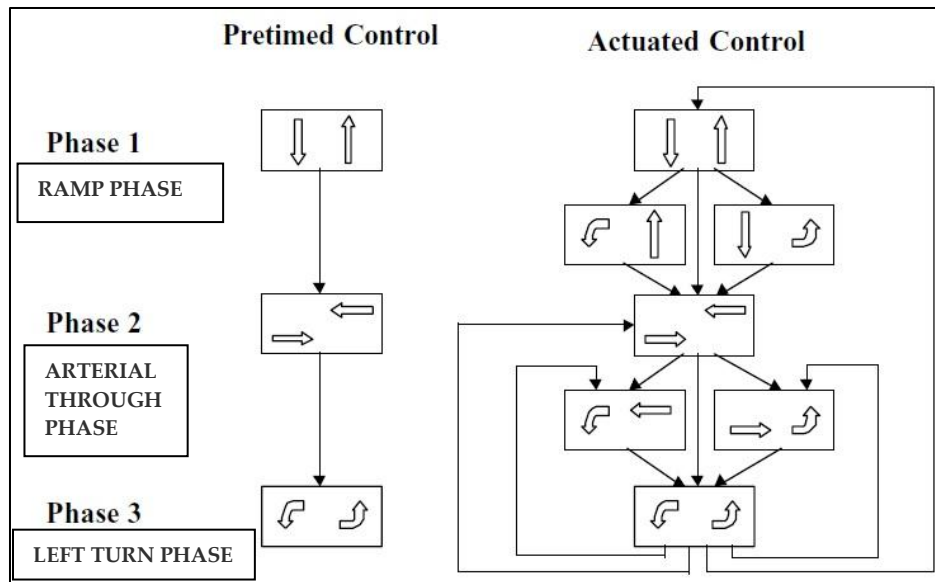 Pretimed Control
Actuated Control
Phase 1
RAMP PHASE
Phase 2
ARTERIAL
THROUGH
PHASE
Phase 3
LEFT TURN PHASE